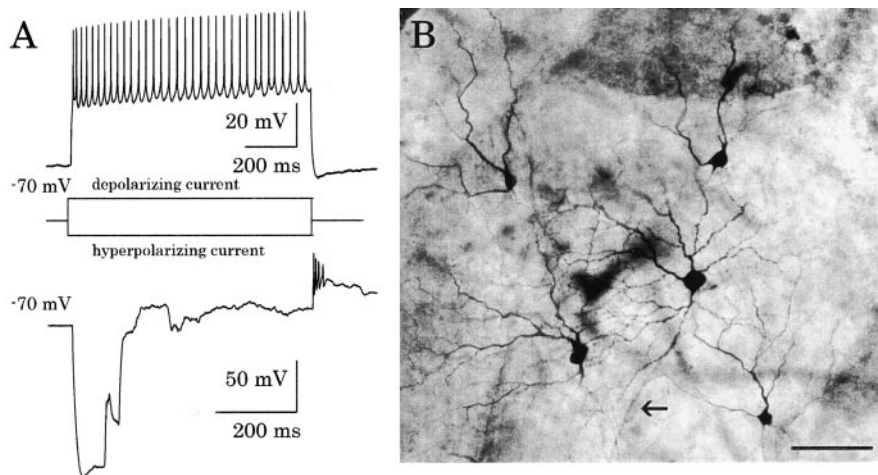 A
20 mV
200 ms
-70 mV
depolarizing current
hyperpolarizing current
-70 mV
50 mV
200 ms
B